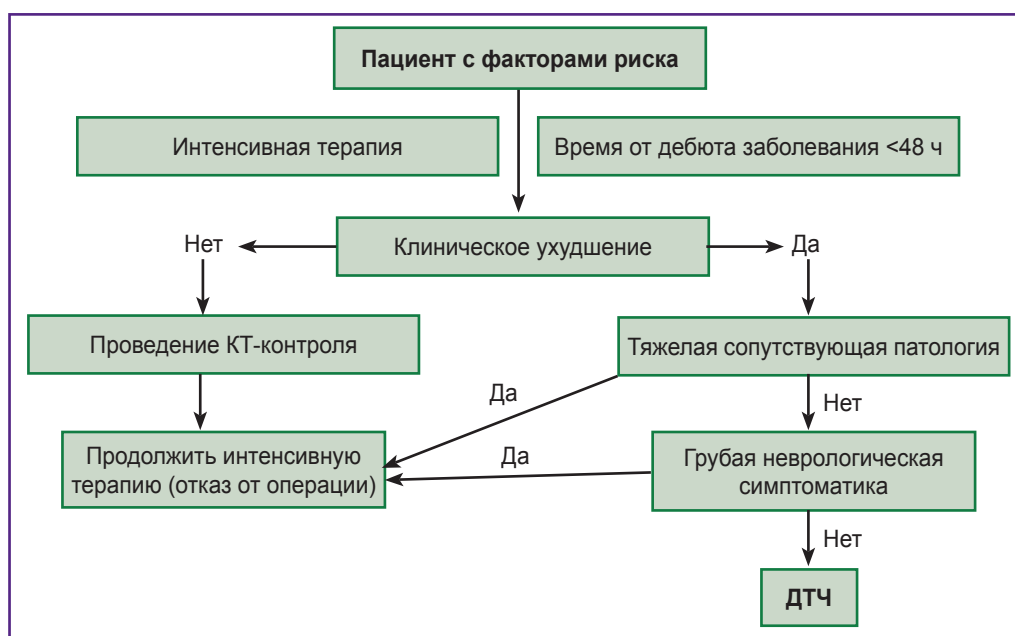 Пациент с факторами риска
Интенсивная терапия
Время от дебюта заболевания <48 ч
Нет
Клиническое ухудшение
Да
Проведение КТ-контроля
Тяжелая сопутствующая патология
Да
Нет
Продолжить интенсивную
терапию (отказ от операции)
Да
Грубая неврологическая
симптоматика
Нет
ДТЧ